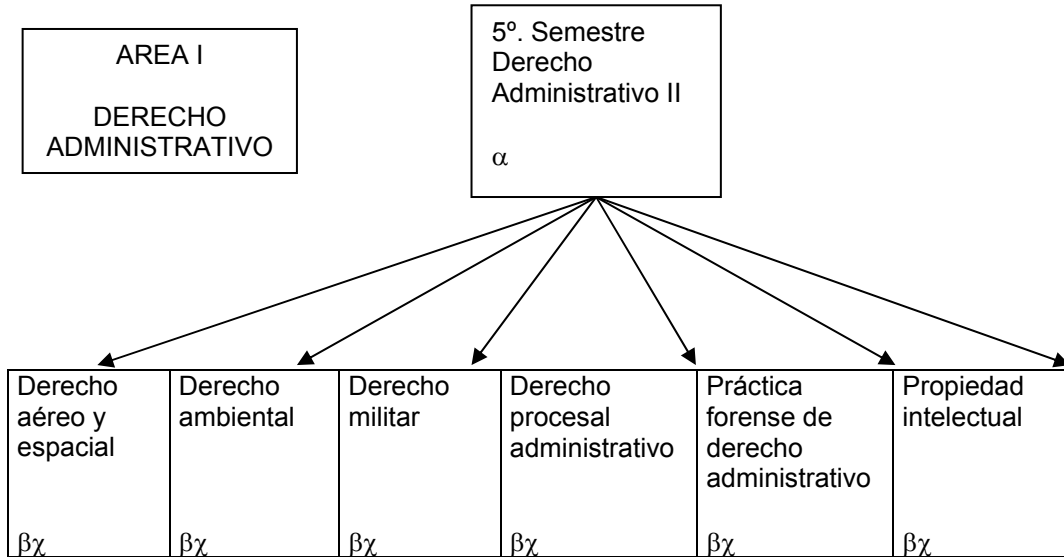 AREA I
DERECHO
ADMINISTRATIVO
5º. Semestre
Derecho
Administrativo II
α
Derecho
aéreo y
espacial
βχ
Derecho
ambiental
βχ
Derecho
militar
βχ
Derecho
procesal
administrativo
βχ
Práctica
forense de
derecho
administrativo
βχ
Propiedad
intelectual
βχ